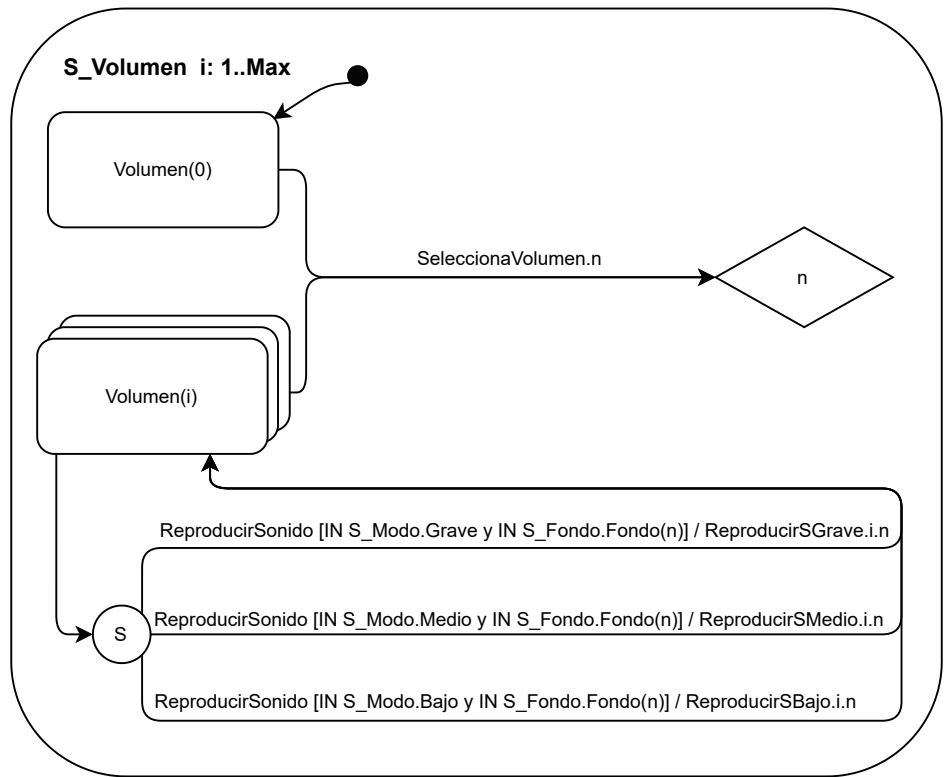 S_Volumen i: 1..Max
Volumen(0)
SeleccionaVolumen.n
n
Volumen(i)
ReproducirSonido [IN S_Modo.Grave y IN S_Fondo.Fondo(n)] / ReproducirSGrave.i.n
S
ReproducirSonido [IN S_Modo.Medio y IN S_Fondo.Fondo(n)] / ReproducirSMedio.i.n
ReproducirSonido [IN S_Modo.Bajo y IN S_Fondo.Fondo(n)] / ReproducirSBajo.i.n